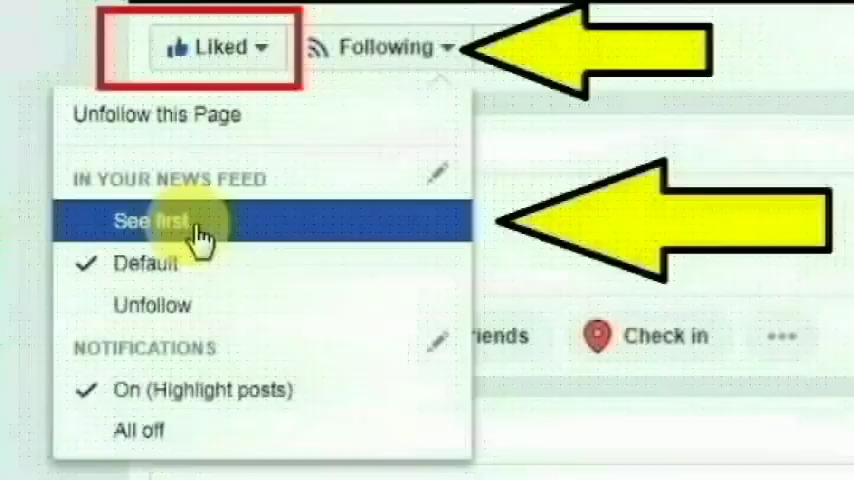 Liked Following
Unfollow this Page
IN YOUR NEWS FEED
See first
Default
Unfollow
iends Check in
NOTIFICATIONS
On (Highlight posts)
All off